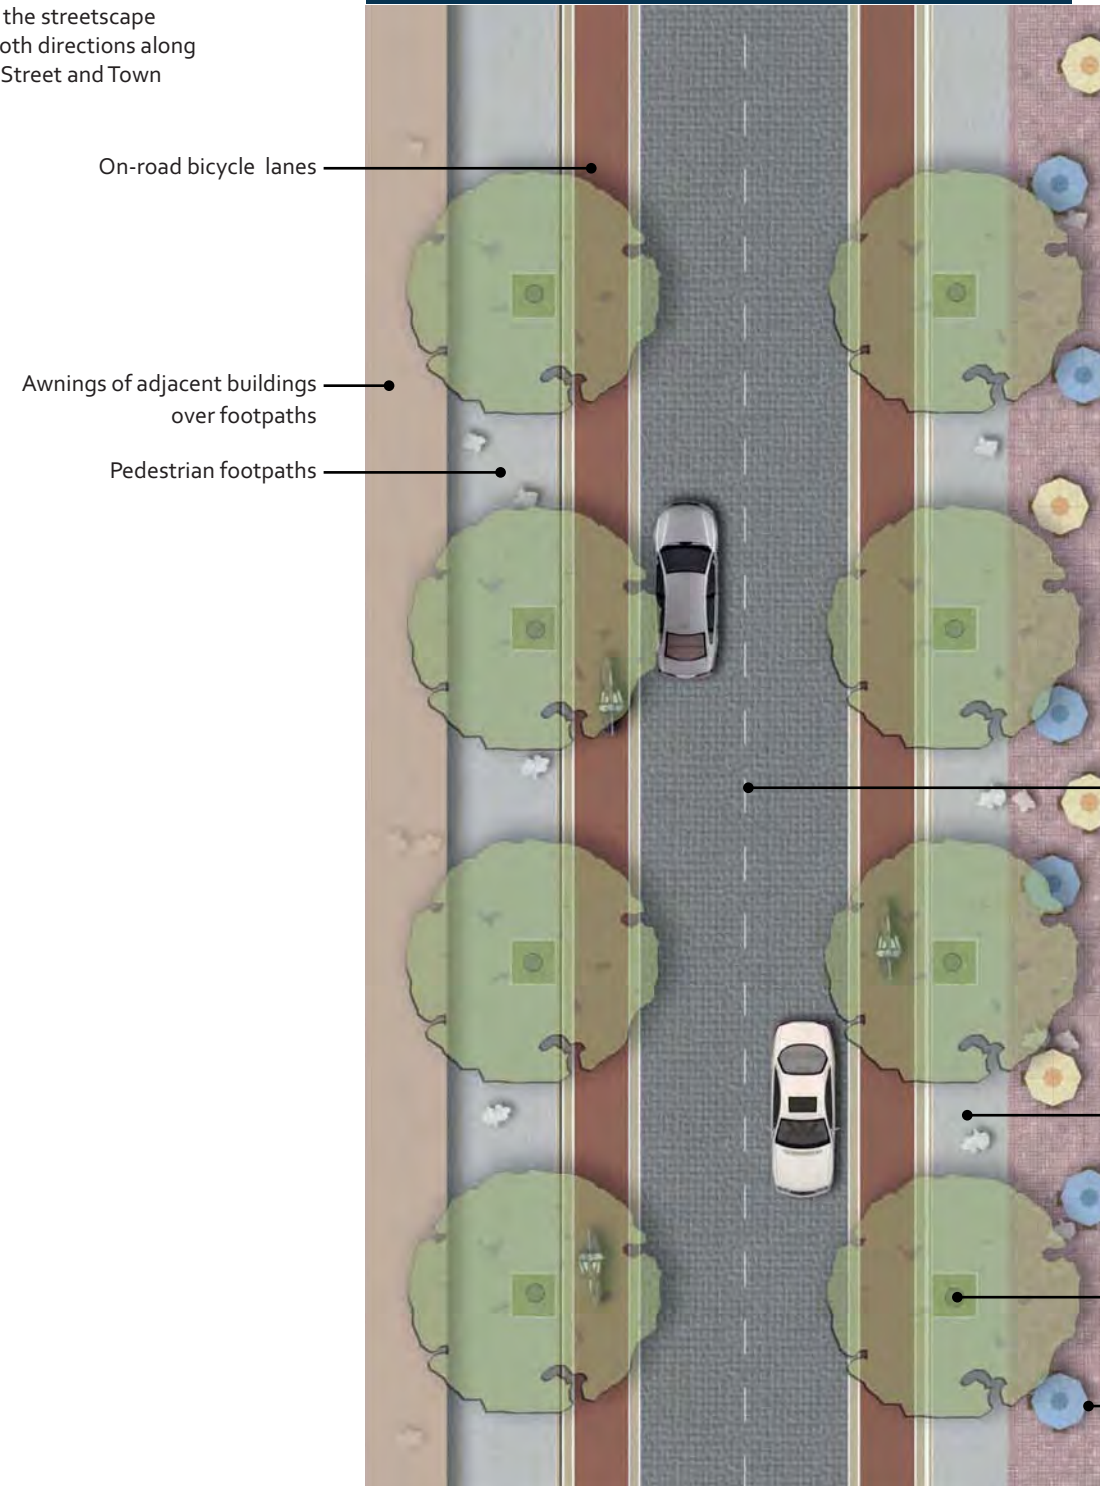 the streetscape
oth directions along
Street and Town
On-road bicycle lanes
Awnings of adjacent buildings
over footpaths
Pedestrian footpaths